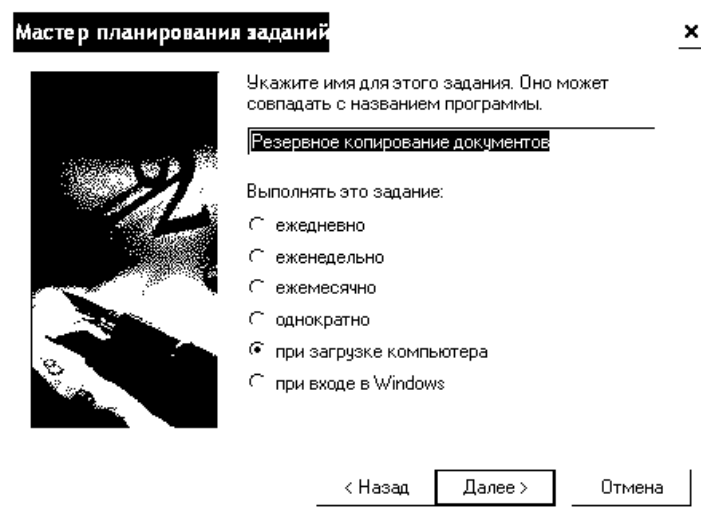 Мастер планирования заданий
Укажите имя для этого задания. Оно может
совпадать с названием программы.
Резервное копирование документов
Выполнять это задание:
ежедневно
еженедельно
ежемесячно
однократно
при загрузке компьютера
при входе в Windows
< Назад
Далее >
Отмена